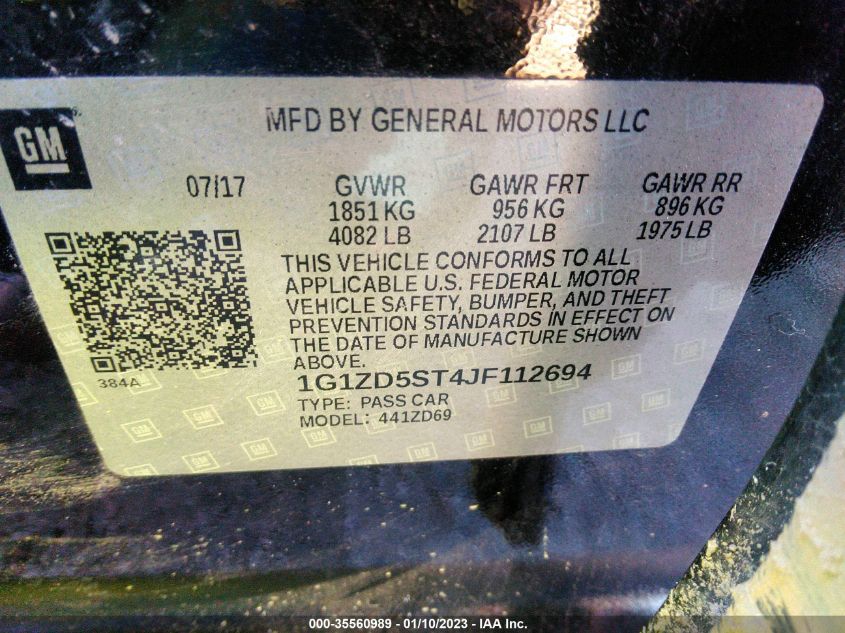 GM
MFD BY GENERAL MOTORS LLC
07/17 GVWR GAWR FRT GAWR RR
1851 KG 956 KG 896 KG
4082 LB 2107 LB 1975 LB
THIS VEHICLE CONFORMS TO ALL
APPLICABLE U.S. FEDERAL MOTOR
VEHICLE SAFETY, BUMPER, AND THEFT
PREVENTION STANDARDS IN EFFECT ON
THE DATE OF MANUFACTURE SHOWN
ABOVE.
384A
1G1ZD5ST4JF112694
TYPE: PASS CAR
MODEL: 441ZD69
000-35560989 - 01/10/2023 - IAA Inc.